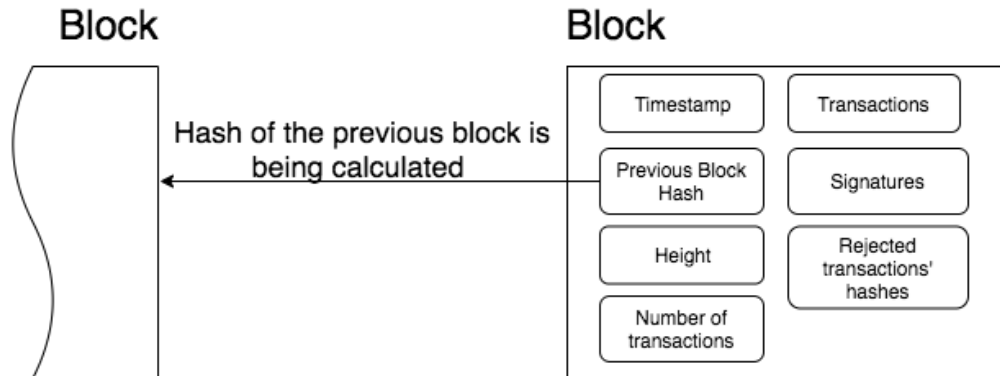 Block
Block
Hash of the previous block is
being calculated
Timestamp
Transactions
Previous Block
Hash
Signatures
Height
Rejected
transactions'
hashes
Number of
transactions